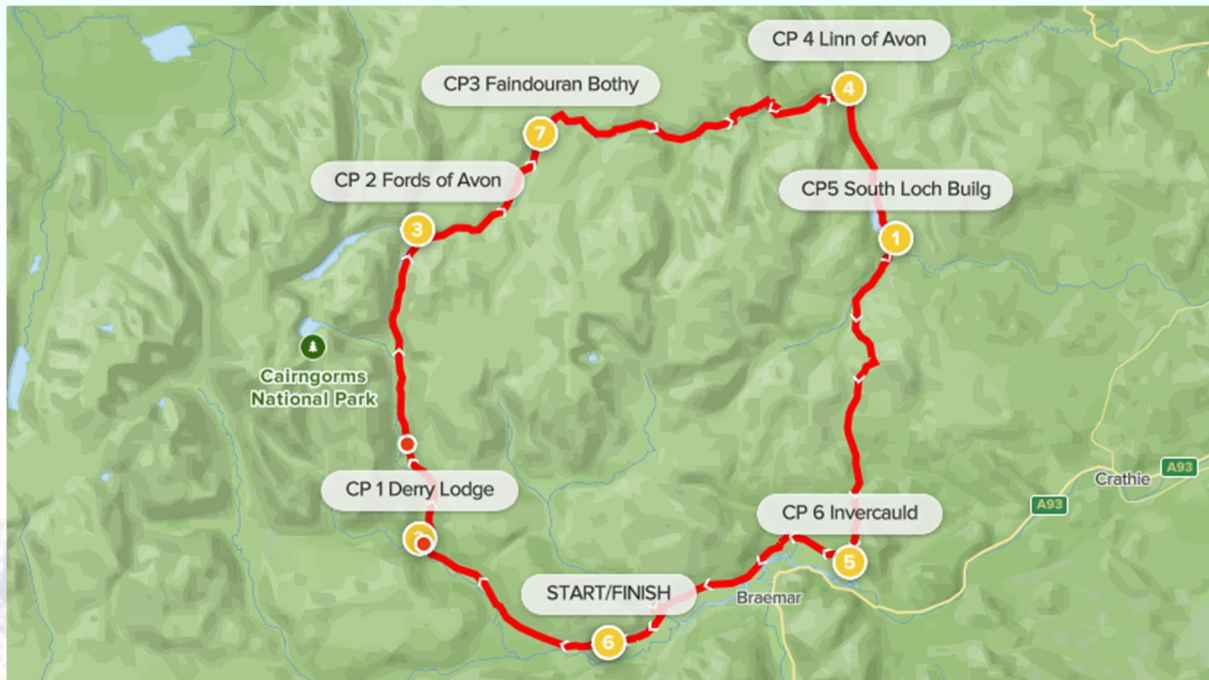 CP 4 Linn of Avon
4
CP3 Faindouran Bothy
7
CP 2 Fords of Avon
CP5 South Loch Builg
3
1
Cairngorms
National Park
A93
Crathie
CP 1 Derry Lodge
A93
CP 6 Invercauld
5
START/FINISH
Braemar
6